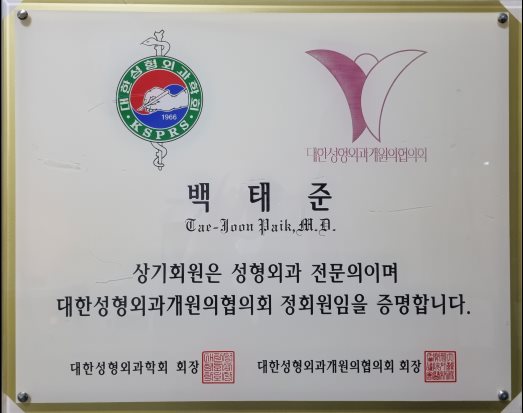 대한성형외과학회
1966
KSPRS
대한성형외과개원의협의회
백 태 준
Tae-Joon Paik, M.D.
상기회원은 성형외과 전문의이며
대한성형외과개원의협의회 정회원임을 증명합니다.
대한성형외과학회 회장 대한성형외과개원의협의회 회장